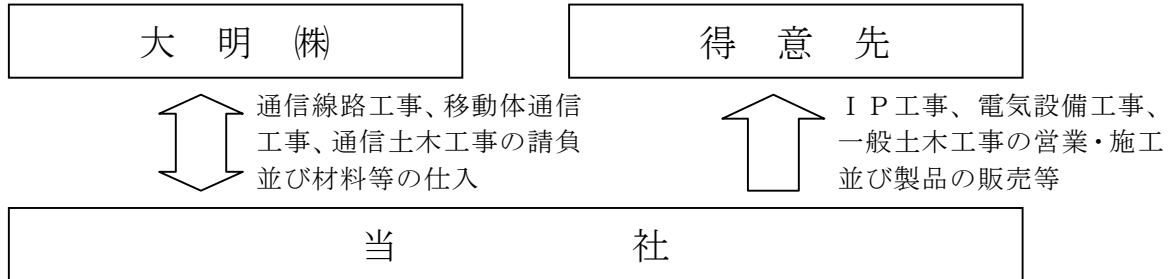 大 明 ㈱
得 意 先
通信線路工事、移動体通信
工事、通信土木工事の請負
並び材料等の仕入
ＩＰ工事、電気設備工事、
一般土木工事の営業・施工
並び製品の販売等
当 社